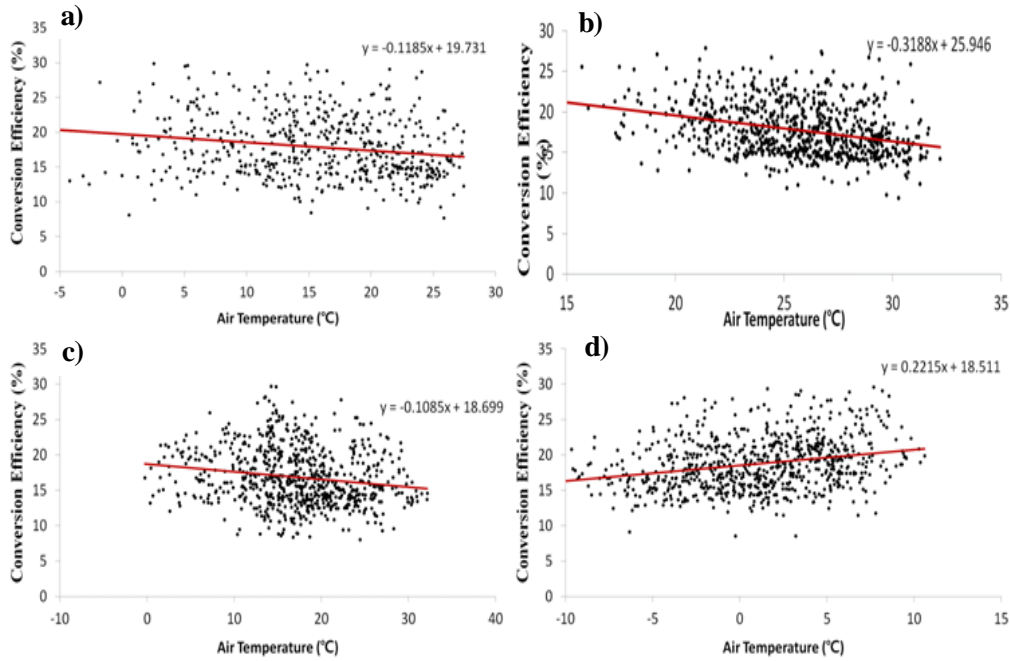 a)
y = -0.1185x + 19.731
Conversion Efficiency (%)
35
30
25
20
15
10
5
0
-5 0 5 10 15 20 25 30
Air Temperature (°C)
b)
y = -0.3188x + 25.946
Conversion Efficiency
(%)
30
25
20
15
10
5
0
15 20 25 30 35
Air Temperature (°C)
c)
y = -0.1085x + 18.699
Conversion Efficiency (%)
35
30
25
20
15
10
5
0
-10 0 10 20 30 40
Air Temperature (°C)
d)
y = 0.2215x + 18.511
Conversion Efficiency (%)
35
30
25
20
15
10
5
0
-10 -5 0 5 10 15
Air Temperature (°C)